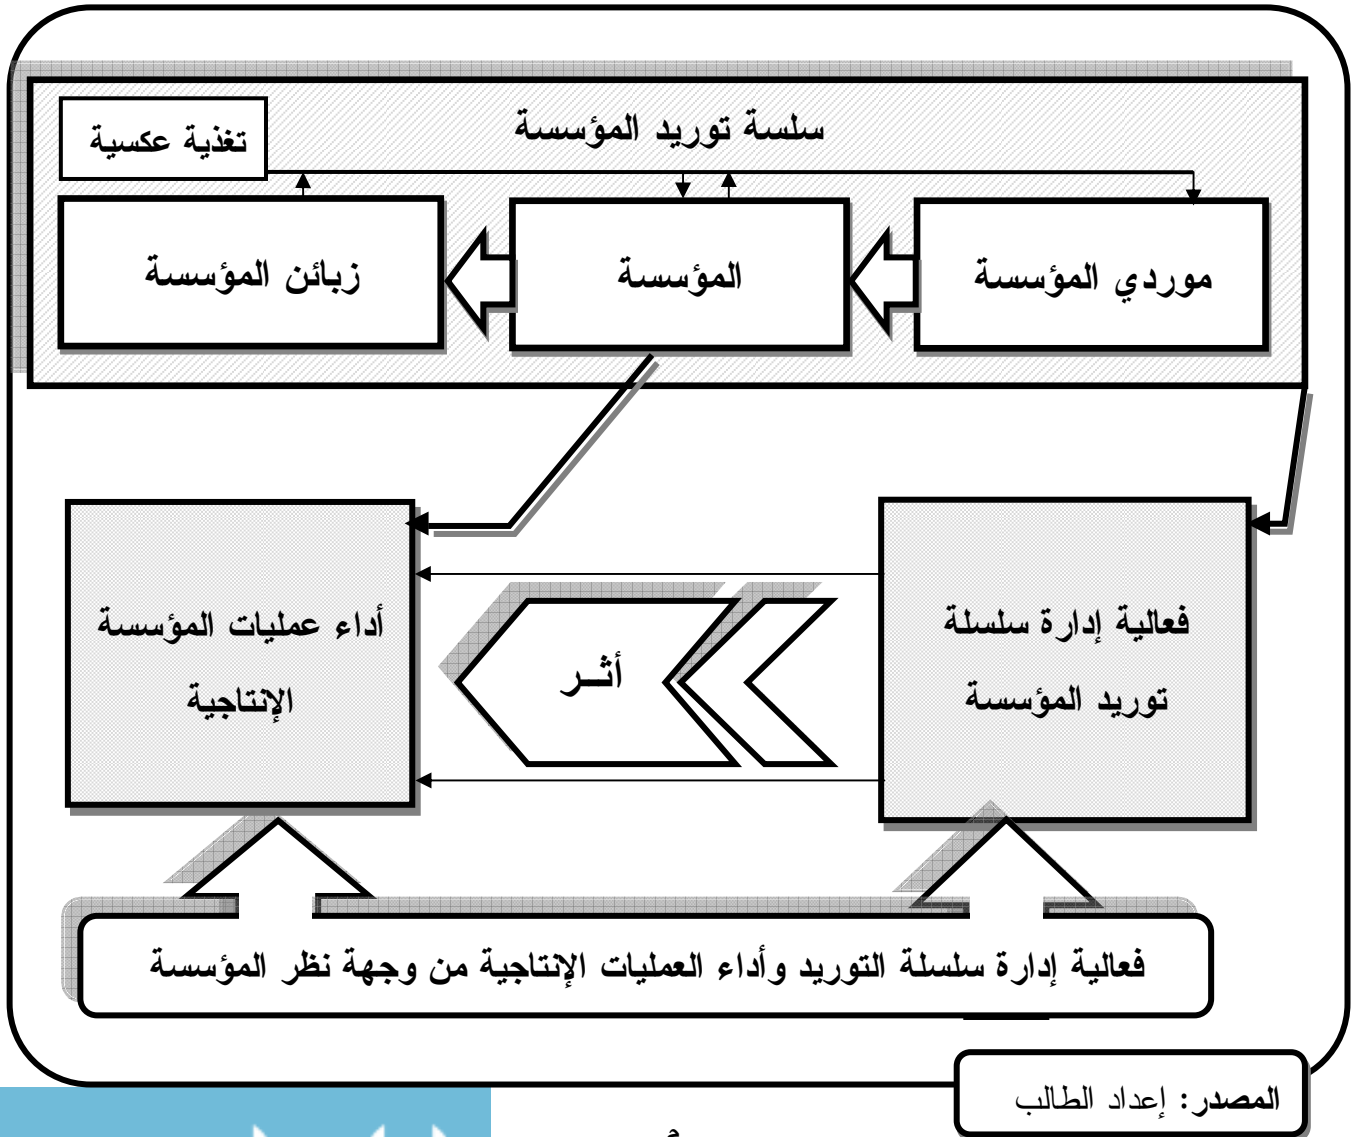 سلسة توريد المؤسسة
تغذية عكسية
موردي المؤسسة
المؤسسة
زبائن المؤسسة
فعالية إدارة سلسلة
توريد المؤسسة
أثــر
أداء عمليات المؤسسة
الإنتاجية
فعالية إدارة سلسلة التوريد وأداء العمليات الإنتاجية من وجهة نظر المؤسسة
المصدر: إعداد الطالب